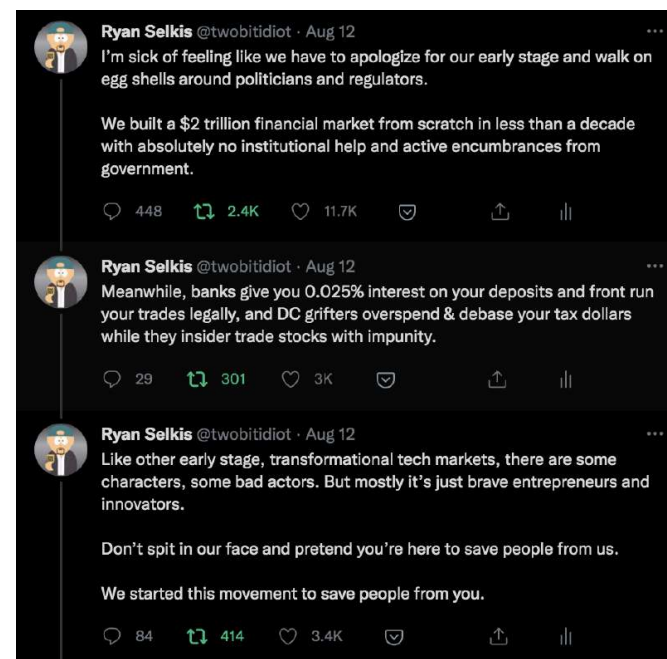 Ryan Selkis @twobitidiot · Aug 12
I'm sick of feeling like we have to apologize for our early stage and walk on
egg shells around politicians and regulators.
We built a $2 trillion financial market from scratch in less than a decade
with absolutely no institutional help and active encumbrances from
government.
448 2.4K 11.7K
Ryan Selkis @twobitidiot · Aug 12
Meanwhile, banks give you 0.025% interest on your deposits and front run
your trades legally, and DC grifters overspend & debase your tax dollars
while they insider trade stocks with impunity.
29 301 3K
Ryan Selkis @twobitidiot · Aug 12
Like other early stage, transformational tech markets, there are some
characters, some bad actors. But mostly it's just brave entrepreneurs and
innovators.
Don't spit in our face and pretend you're here to save people from us.
We started this movement to save people from you.
84 414 3.4K